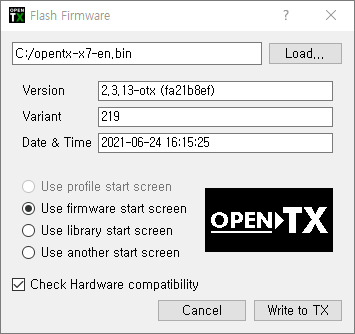 OPEN TX Flash Firmware ? ×
C:/opentx-x7-en.bin Load...
Version 2.3.13-otx (fa21b8ef)
Variant 219
Date & Time 2021-06-24 16:15:25
Use profile start screen
Use firmware start screen
Use library start screen
Use another start screen
OPEN TX
Check Hardware compatibility
Cancel Write to TX